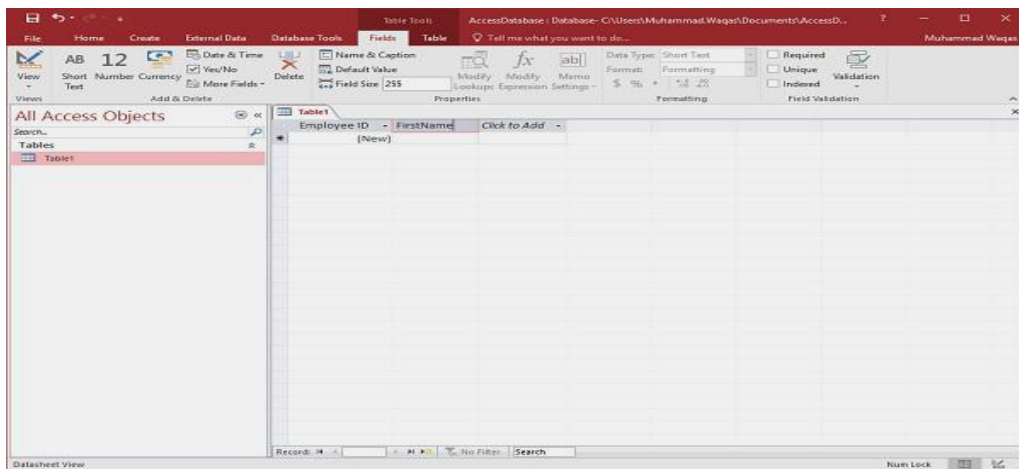 Table Tools AccessDatabase : Database- C:\Users\Muhammad.Waqas\Documents\AccessD... ?
File Home Create External Data Database Tools Fields Table Tell me what you want to do... Muhammad Waqas
View
AB Short Text
12 Number
Currency
Date & Time
Yes/No
More Fields
Delete
Name & Caption
Default Value
Field Size 255
Modify Lookups
fx Modify Expression
ab Memo Settings
Data Type: Short Text
Format: Formatting
$ %
Required
Unique
Indexed
Validation
Views Add & Delete Properties Formatting Field Validation
All Access Objects
Search...
Tables
Table1
Table1
Employee ID FirstName Click to Add
* (New)
Record: No Filter Search
Datasheet View Num Lock